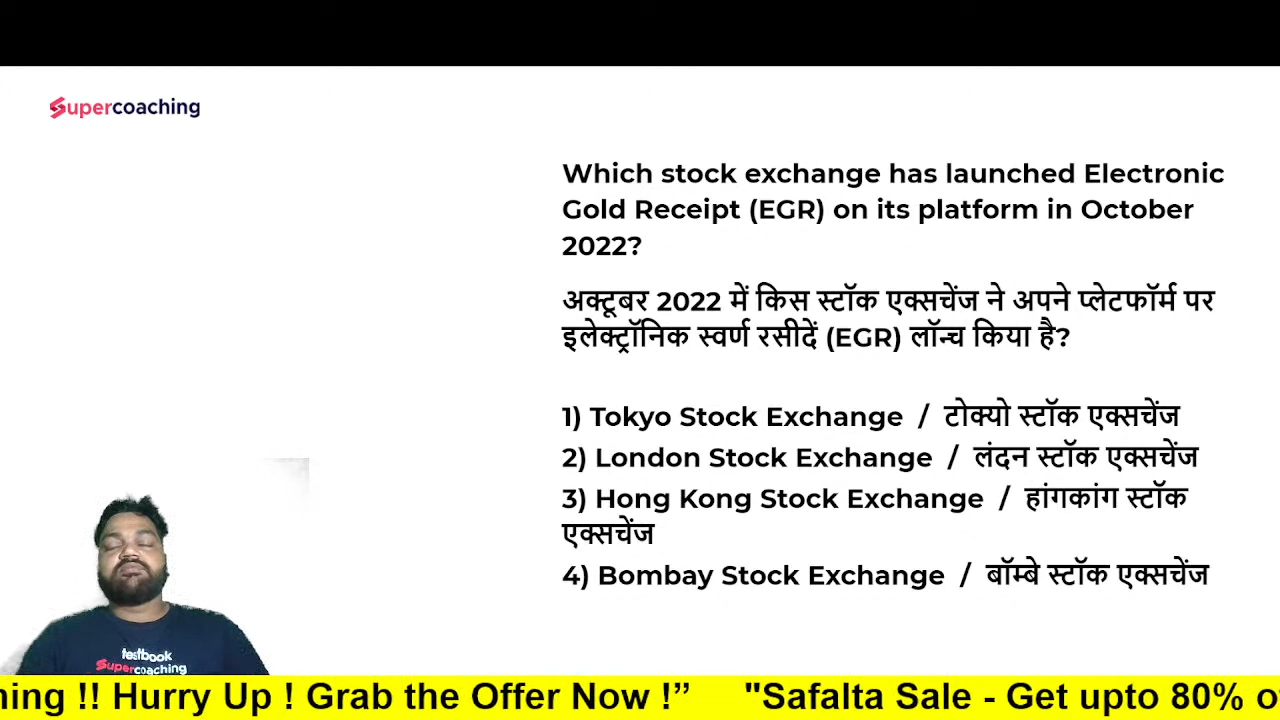 Supercoaching
Which stock exchange has launched Electronic
Gold Receipt (EGR) on its platform in October
2022?
अक्टूबर 2022 में किस स्टॉक एक्सचेंज ने अपने प्लेटफॉर्म पर
इलेक्ट्रॉनिक स्वर्ण रसीदें (EGR) लॉन्च किया है?
1) Tokyo Stock Exchange / टोक्यो स्टॉक एक्सचेंज
2) London Stock Exchange / लंदन स्टॉक एक्सचेंज
3) Hong Kong Stock Exchange / हांगकांग स्टॉक
एक्सचेंज
4) Bombay Stock Exchange / बॉम्बे स्टॉक एक्सचेंज
testbook
Supercoaching
!! Hurry Up ! Grab the Offer Now !” "Safalta Sale - Get upto 80%